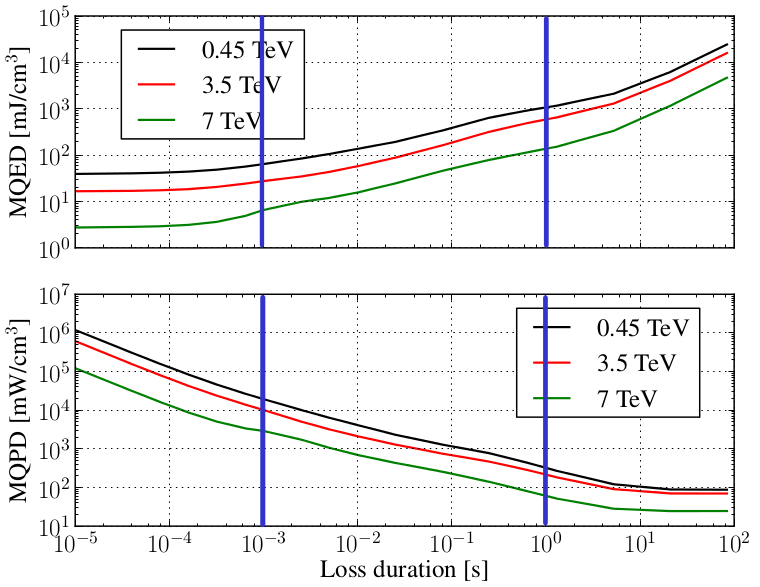 10^5
10^4
10^3
10^2
10^1
10^0
MQED [mJ/cm^3]
0.45 TeV
3.5 TeV
7 TeV
10^7
10^6
10^5
10^4
10^3
10^2
10^1
MQPD [mW/cm^3]
0.45 TeV
3.5 TeV
7 TeV
10^-5 10^-4 10^-3 10^-2 10^-1 10^0 10^1 10^2
Loss duration [s]